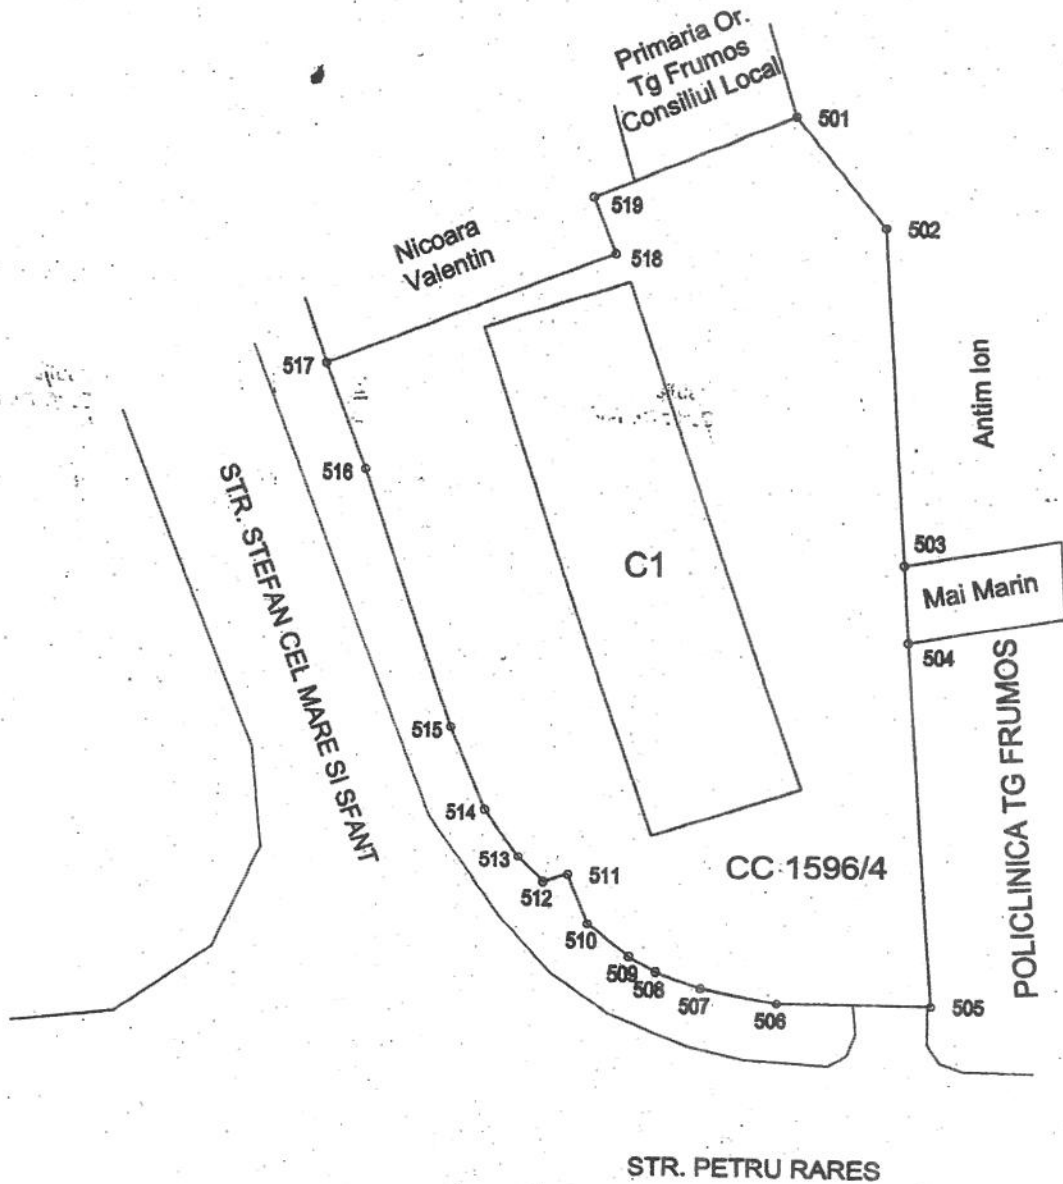 Primaria Or.
Tg Frumos
Consiliul Local
501
519
502
Nicoara
Valentin
518
517
Antim Ion
516
STR. STEFAN CEL MARE SI SFANT
C1
503
Mai Marin
504
515
POLICLINICA TG FRUMOS
514
513
511
512
CC 1596/4
510
509
508
507
506
505
STR. PETRU RARES